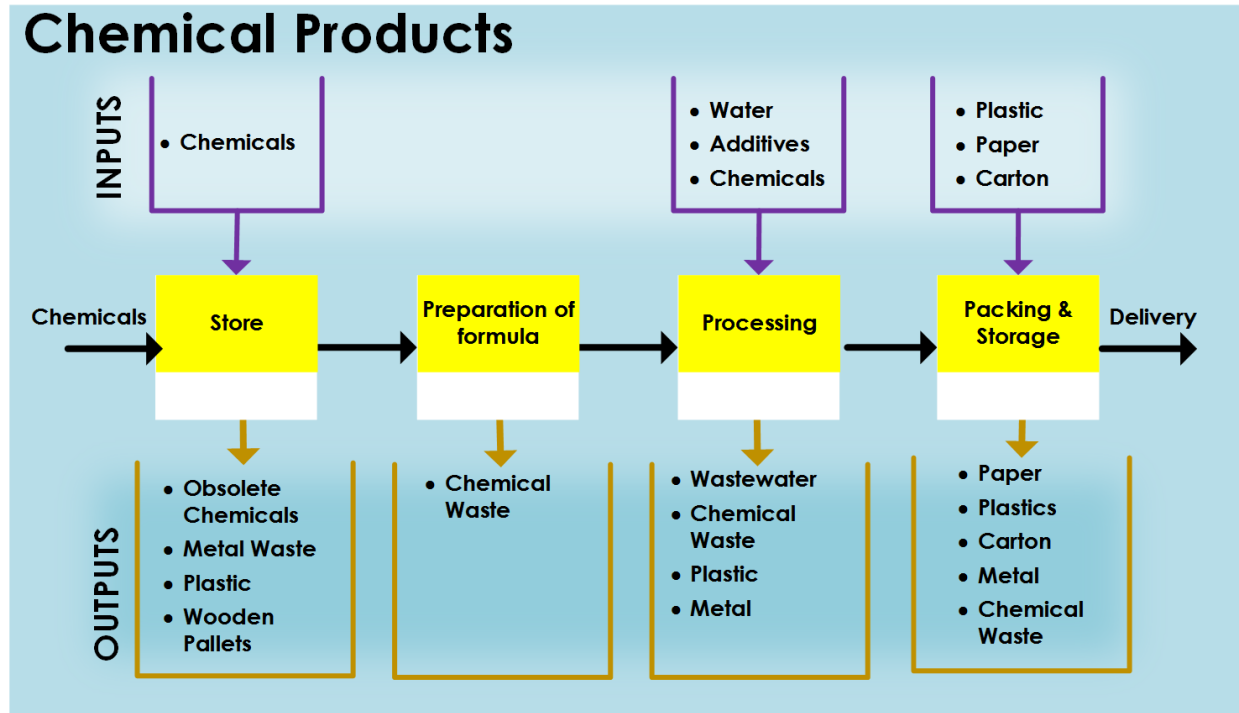 Chemical Products
INPUTS
• Chemicals
• Water
• Additives
• Chemicals
• Plastic
• Paper
• Carton
Chemicals
Store
Preparation of
formula
Processing
Packing &
Storage
Delivery
OUTPUTS
• Obsolete
Chemicals
• Metal Waste
• Plastic
• Wooden
Pallets
• Chemical
Waste
• Wastewater
• Chemical
Waste
• Plastic
• Metal
• Paper
• Plastics
• Carton
• Metal
• Chemical
Waste